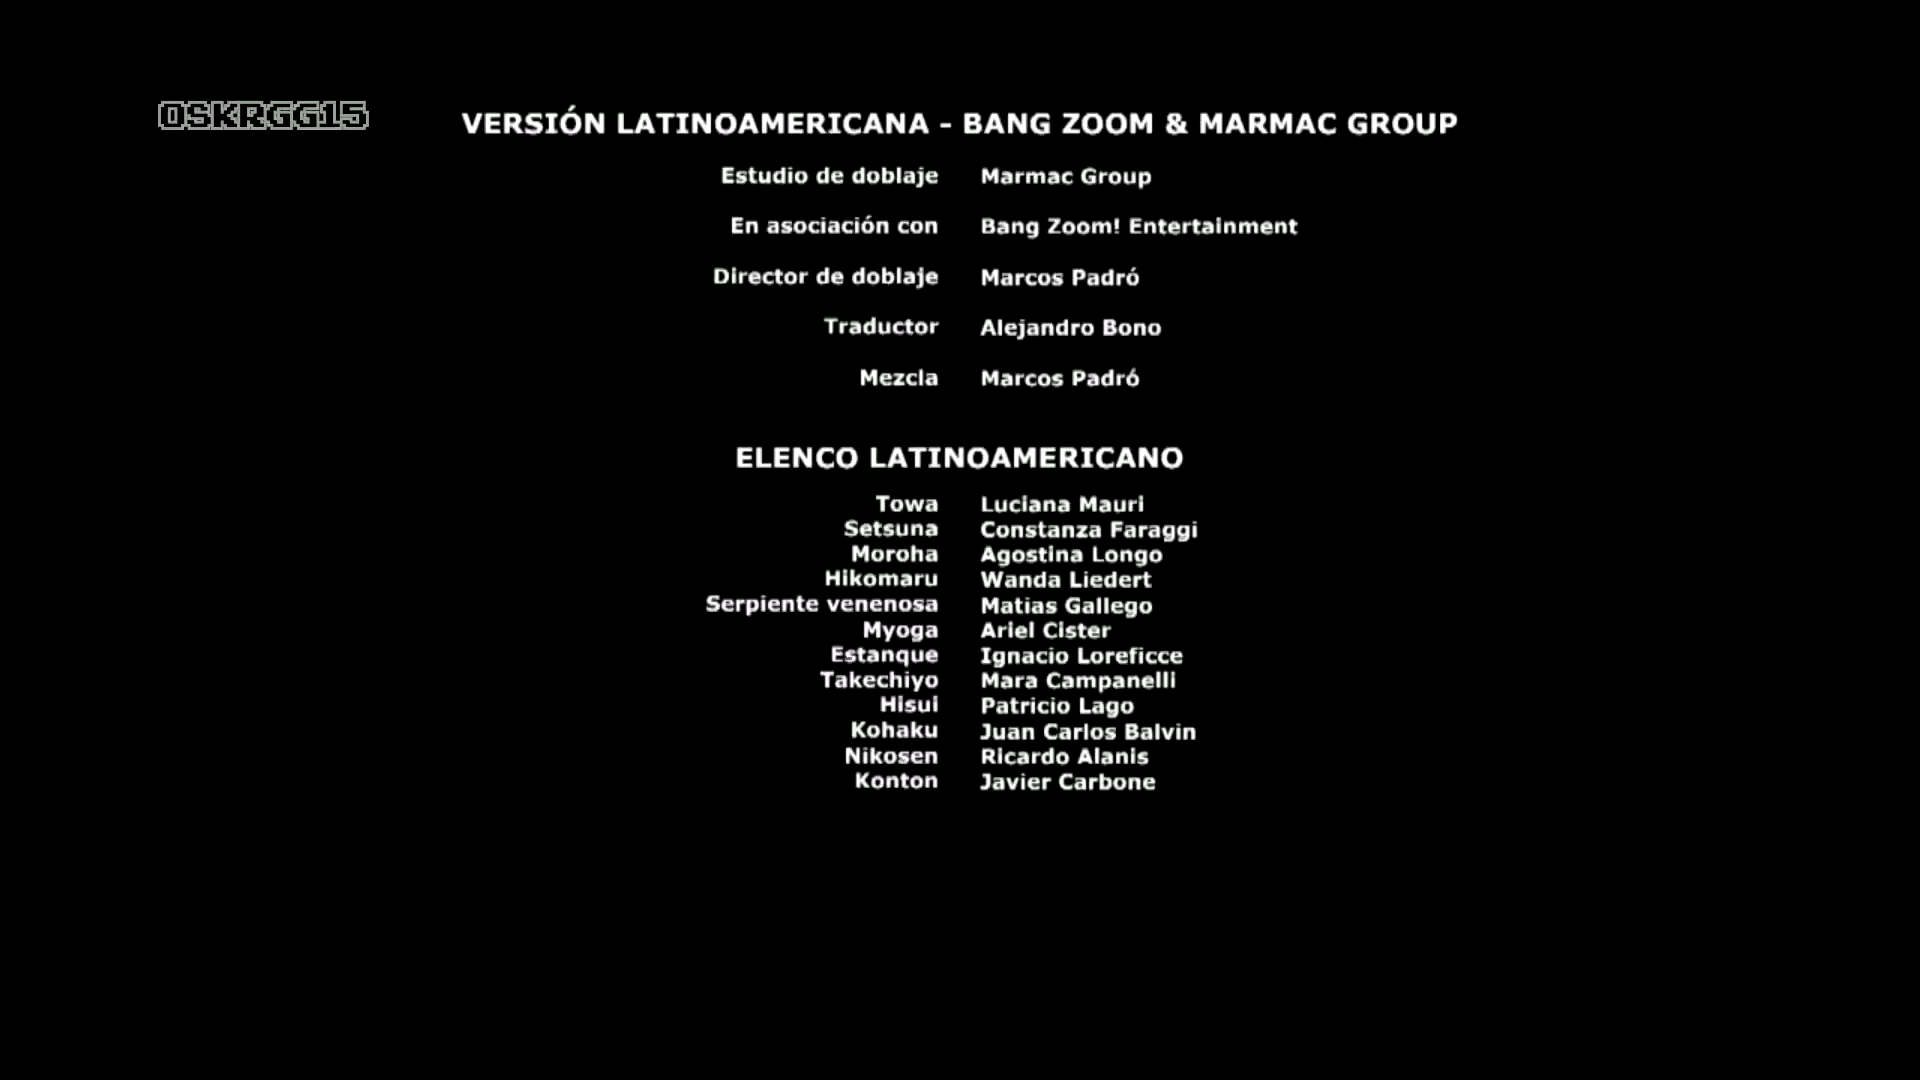 OSKRGG15
VERSIÓN LATINOAMERICANA - BANG ZOOM & MARMAC GROUP
Estudio de doblaje Marmac Group
En asociación con Bang Zoom! Entertainment
Director de doblaje Marcos Padró
Traductor Alejandro Bono
Mezcla Marcos Padró
ELENCO LATINOAMERICANO
Towa Luciana Mauri
Setsuna Constanza Faraggi
Moroha Agostina Longo
Hikomaru Wanda Liedert
Serpiente venenosa Matias Gallego
Myoga Ariel Cister
Estanque Ignacio Loreficce
Takechiyo Mara Campanelli
Hisui Patricio Lago
Kohaku Juan Carlos Balvin
Nikosen Ricardo Alanis
Konton Javier Carbone